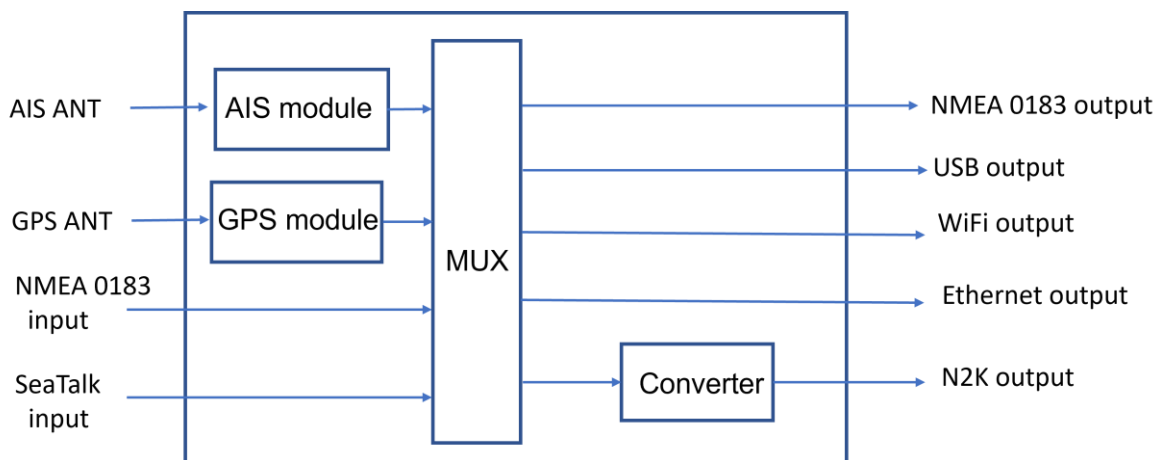 AIS ANT
AIS module
NMEA 0183 output
USB output
GPS ANT
GPS module
WiFi output
MUX
NMEA 0183
input
Ethernet output
SeaTalk
input
Converter
N2K output